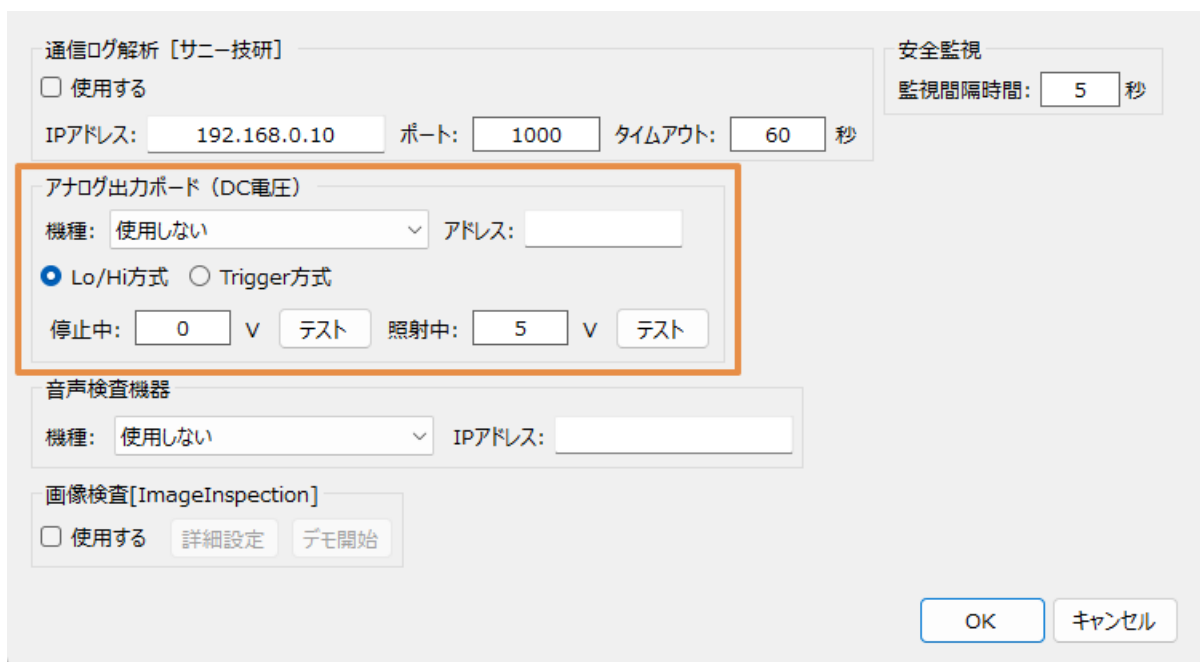 通信ログ解析［サニー技研］
使用する
IPアドレス: 192.168.0.10 ポート: 1000 タイムアウト: 60 秒
安全監視
監視間隔時間: 5 秒
アナログ出力ボード（DC電圧）
機種: 使用しない アドレス:
Lo/Hi方式 Trigger方式
停止中: 0 V テスト 照射中: 5 V テスト
音声検査機器
機種: 使用しない IPアドレス:
画像検査[ImageInspection]
使用する 詳細設定 デモ開始
OK キャンセル